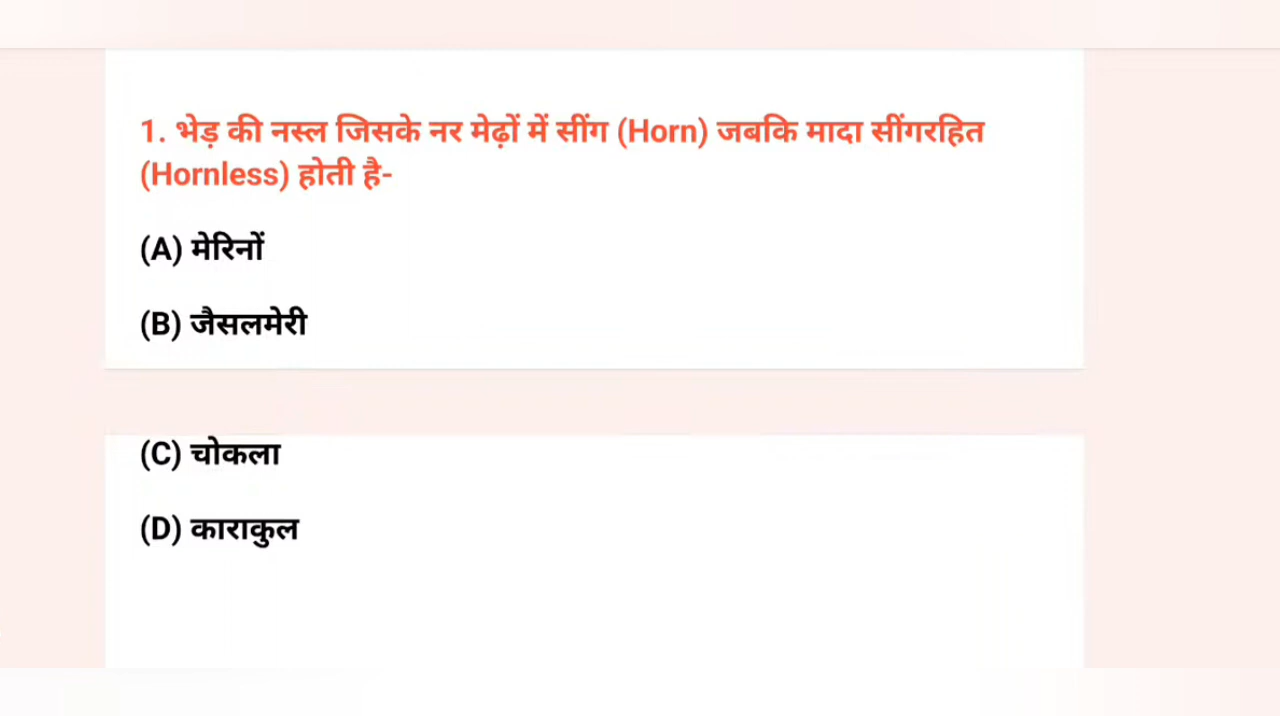 1. भेड़ की नस्ल जिसके नर मेढ़ों में सींग (Horn) जबकि मादा सींगरहित
(Hornless) होती है-
(A) मेरिनों
(B) जैसलमेरी
(C) चोकला
(D) काराकुल